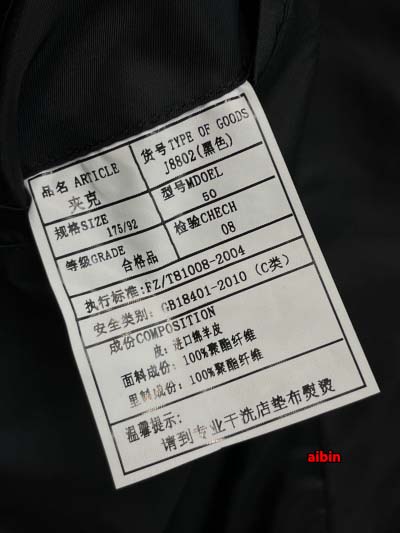 品名 ARTICLE
夹克
货号TYPE OF GOODS
J8802(黑色)
规格SIZE
175/92
型号MDOEL
50
等级GRADE
合格品
检验CHECH
08
执行标准:FZ/T81008-2004
安全类别: GB18401-2010 (C类)
成份COMPOSITION
皮: 进口绵羊皮
面料成份: 100%聚酯纤维
里料成份: 100%聚酯纤维
温馨提示:
请到专业干洗店垫布熨烫
aibin